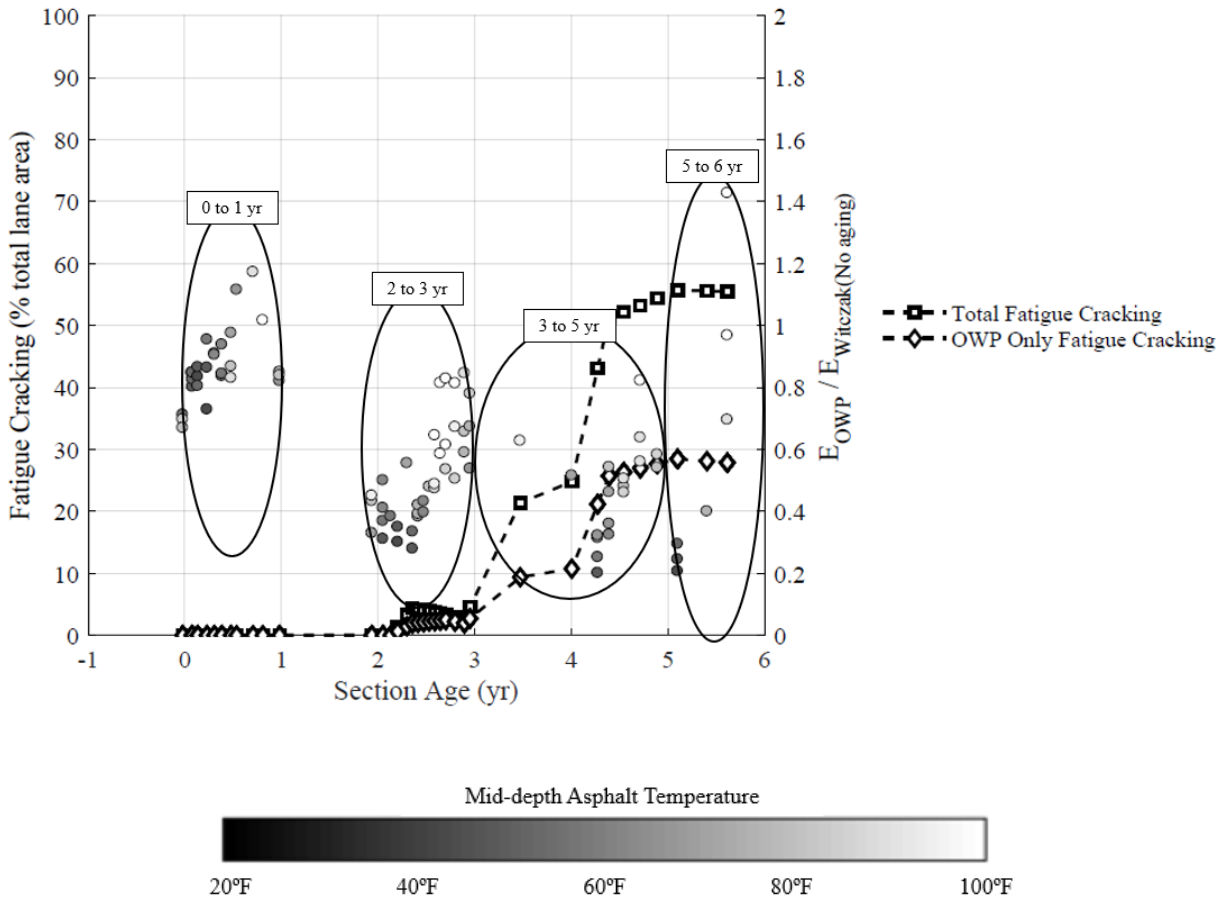 100
90
80
70
60
50
40
30
20
10
0
Fatigue Cracking (% total lane area)
2
1.8
1.6
1.4
1.2
1
0.8
0.6
0.4
0.2
0
E_OWP / E_Witczak(No aging)
-1 0 1 2 3 4 5 6
Section Age (yr)
0 to 1 yr
2 to 3 yr
3 to 5 yr
5 to 6 yr
Total Fatigue Cracking
OWP Only Fatigue Cracking
Mid-depth Asphalt Temperature
20ºF 40ºF 60ºF 80ºF 100ºF